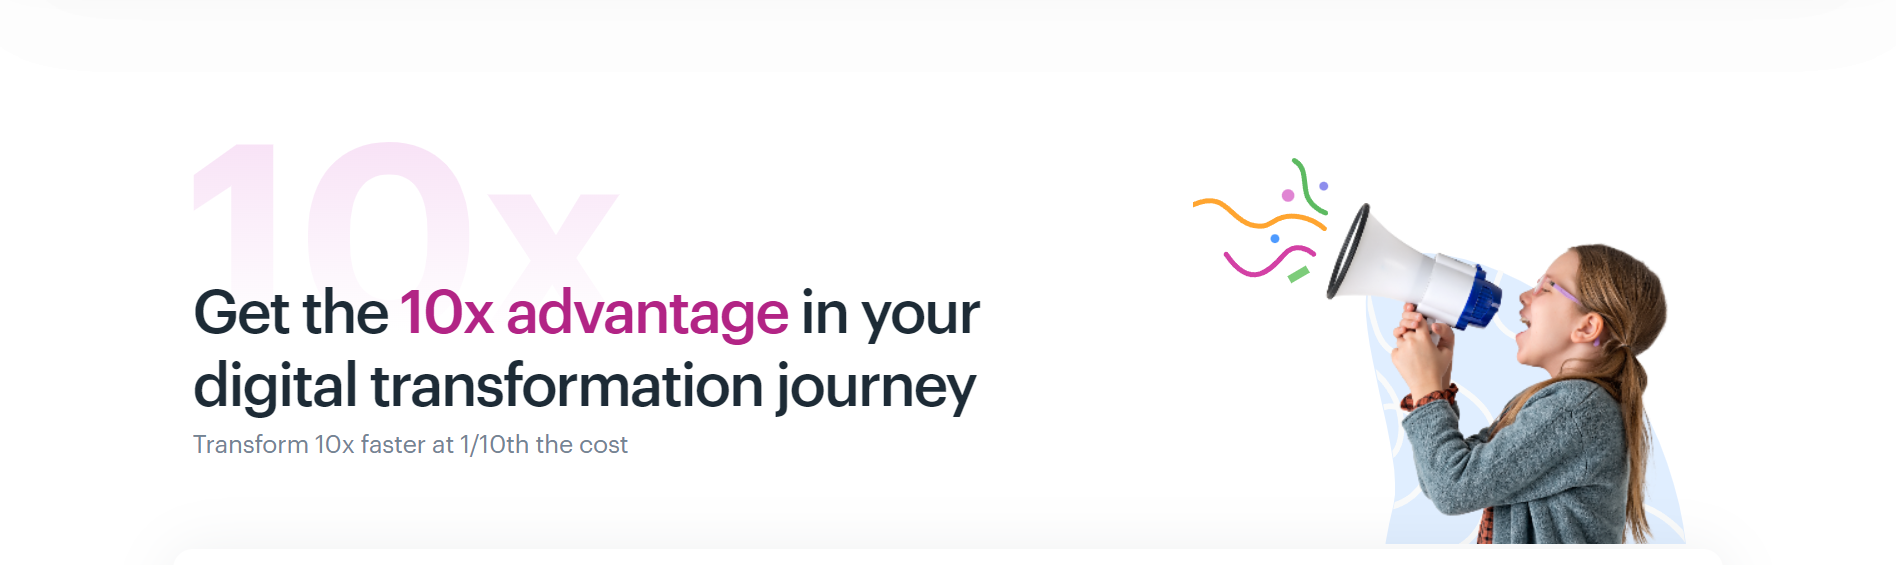 10x
Get the 10x advantage in your
digital transformation journey
Transform 10x faster at 1/10th the cost